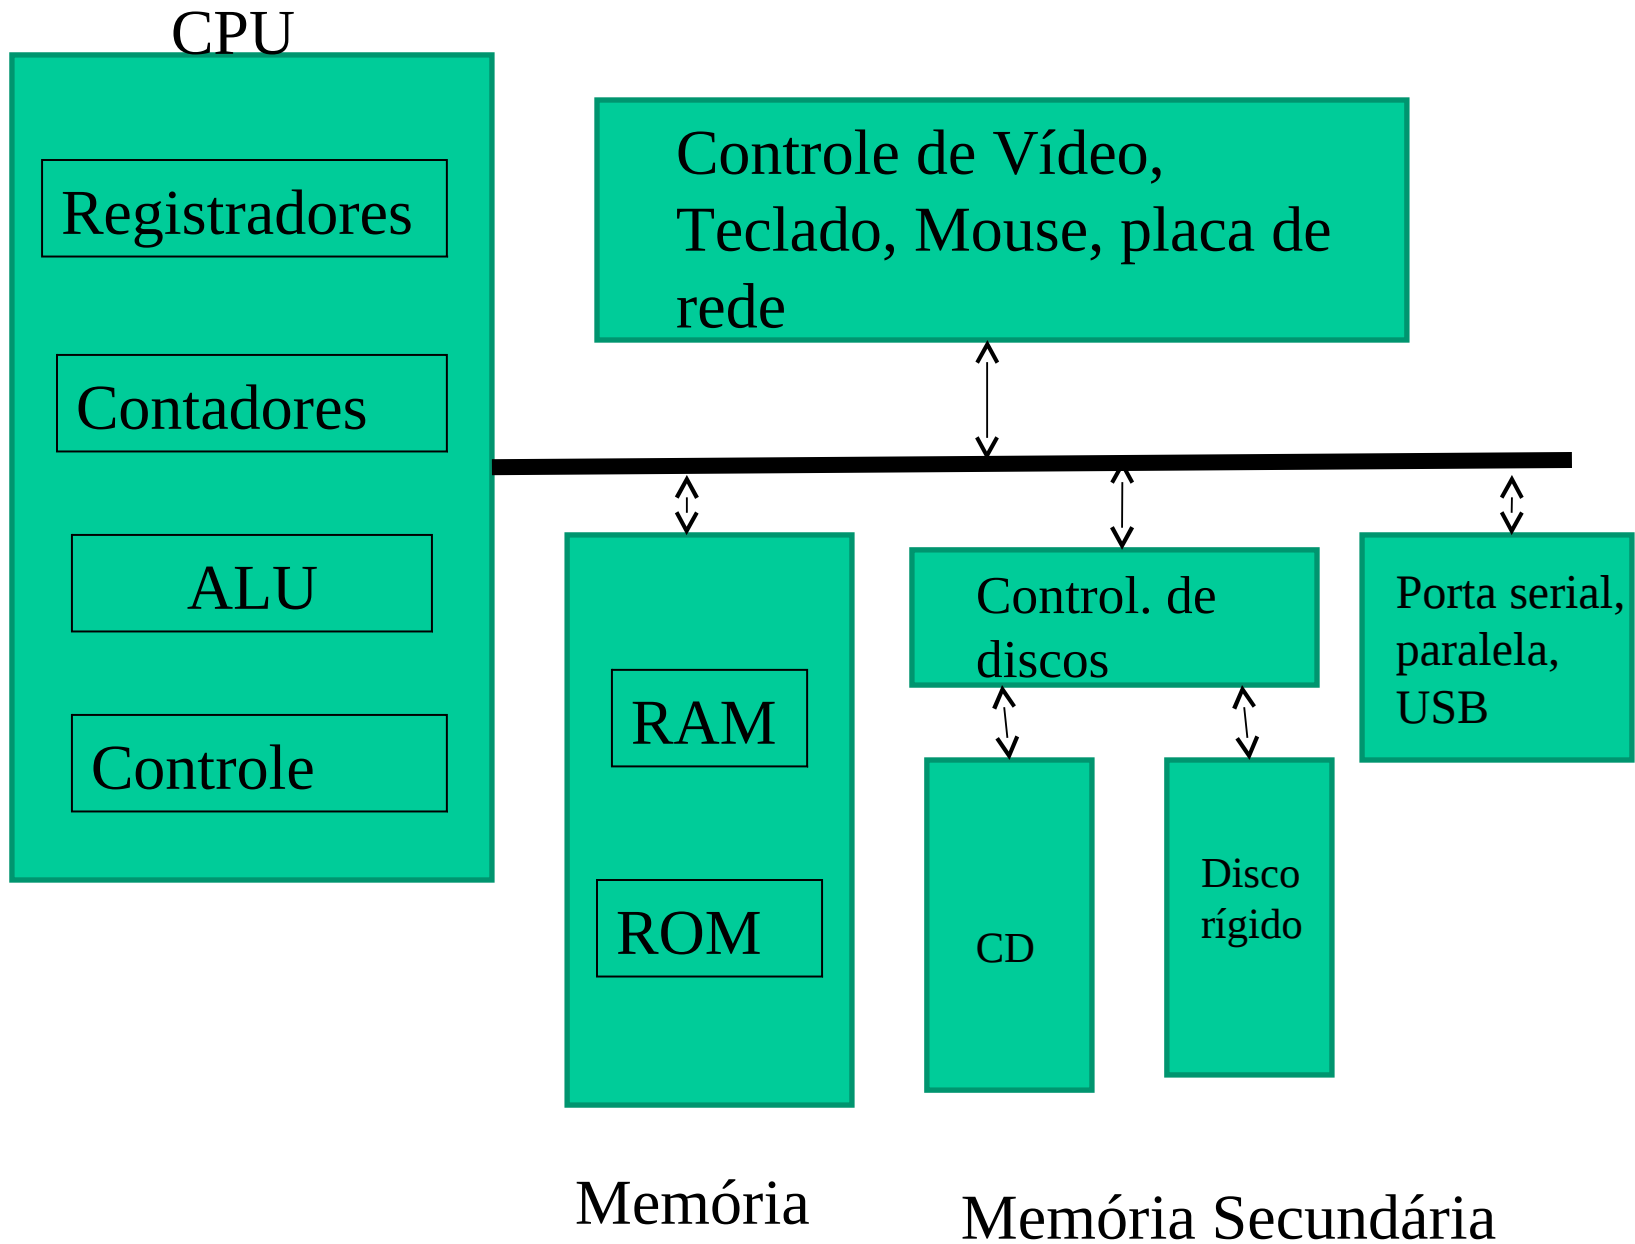 CPU
Registradores
Contadores
ALU
Controle
Controle de Vídeo,
Teclado, Mouse, placa de
rede
RAM
ROM
Memória
Control. de
discos
CD
Disco
rígido
Memória Secundária
Porta serial,
paralela,
USB